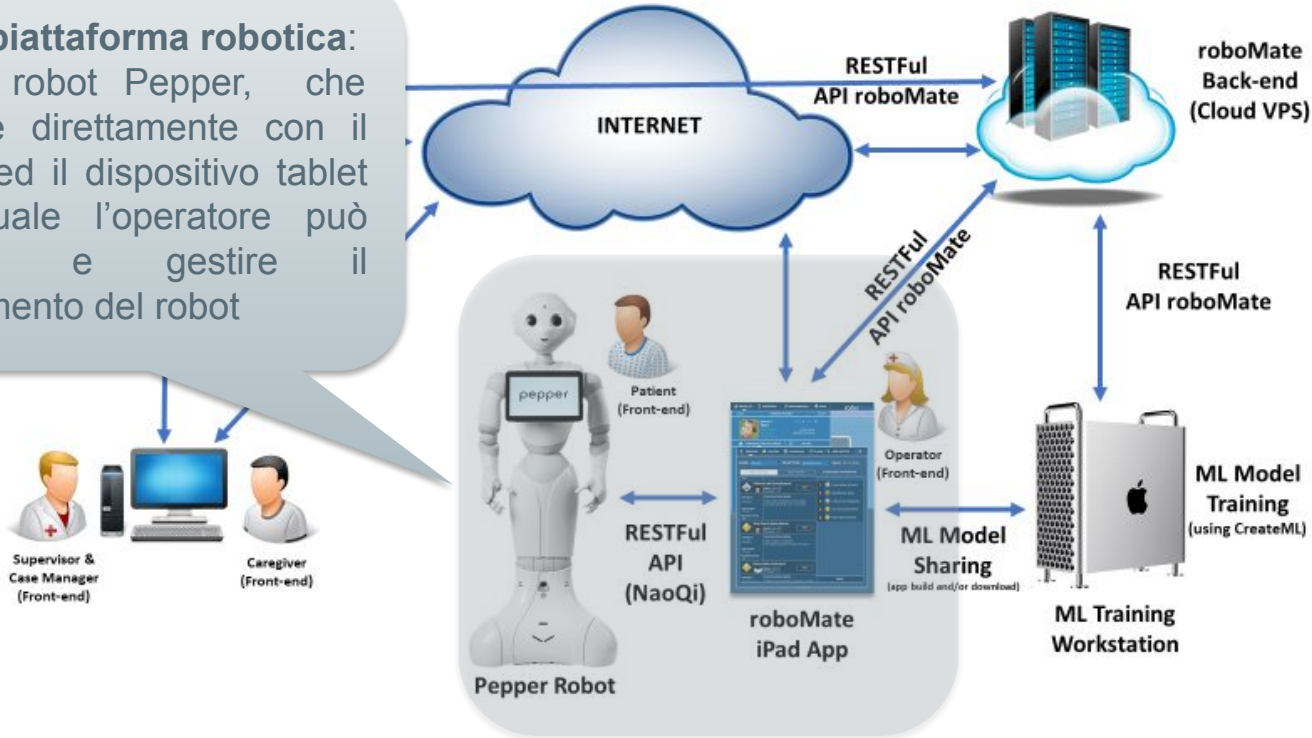 piattaforma robotica:
robot Pepper, che
direttamente con il
ed il dispositivo tablet
l'operatore può
e gestire il
del robot
INTERNET
RESTFul
API roboMate
roboMate
Back-end
(Cloud VPS)
RESTFul
API roboMate
RESTFul
API roboMate
Patient
(Front-end)
pepper
Operator
(Front-end)
Supervisor &
Case Manager
(Front-end)
Caregiver
(Front-end)
RESTFul
API
(NaoQi)
ML Model
Sharing
(app build and/or download)
ML Model
Training
(using CreateML)
roboMate
iPad App
ML Training
Workstation
Pepper Robot